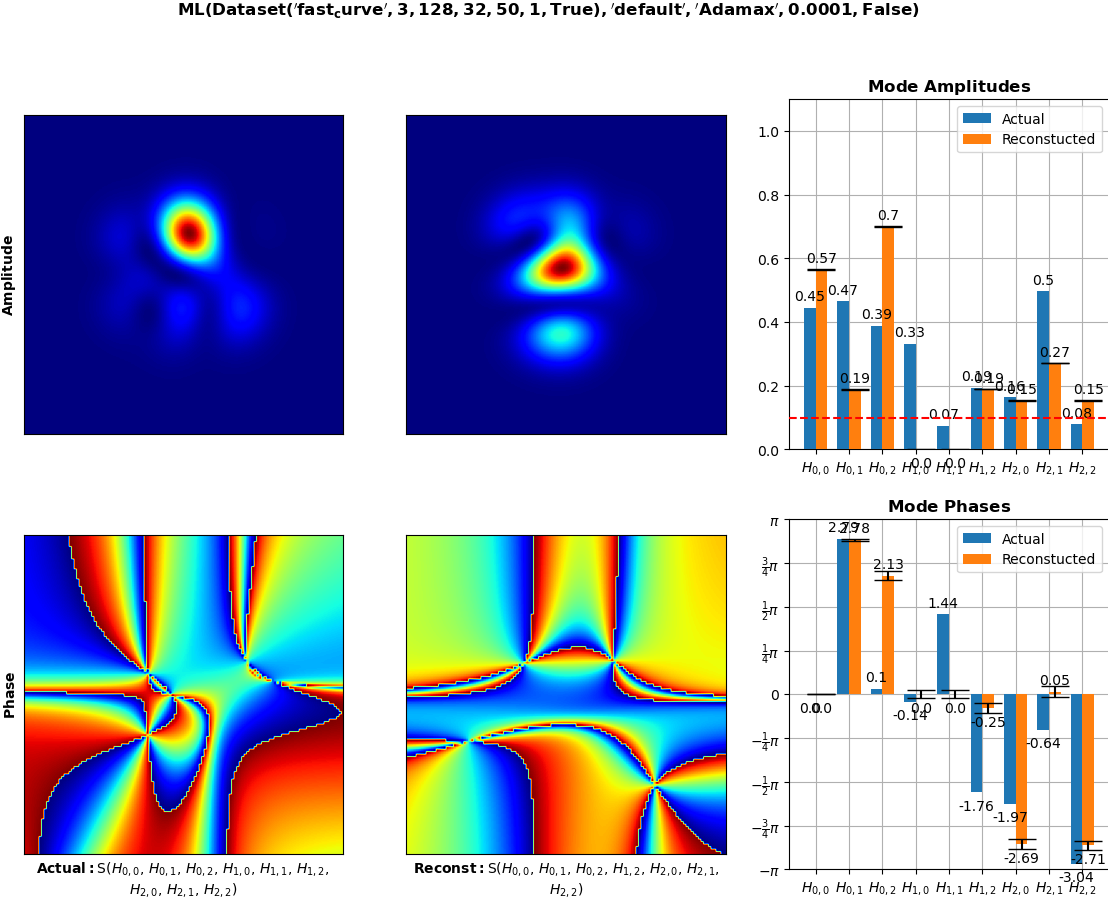 ML(Dataset('fast_curve', 3, 128, 32, 50, 1, True), 'default', 'Adamax', 0.0001, False)
Amplitude
Mode Amplitudes
Actual
Reconstucted
1.0
0.8
0.6
0.4
0.2
0.0
0.45
0.57
0.47
0.19
0.39
0.7
0.33
0.0
0.07
0.0
0.19
0.19
0.16
0.15
0.5
0.27
0.08
0.15
H0,0 H0,1 H0,2 H1,0 H1,1 H1,2 H2,0 H2,1 H2,2
Phase
Actual: S(H0,0, H0,1, H0,2, H1,0, H1,1, H1,2,
H2,0, H2,1, H2,2)
Reconst: S(H0,0, H0,1, H0,2, H1,2, H2,0, H2,1,
H2,2)
Mode Phases
Actual
Reconstucted
π
3/4π
1/2π
1/4π
0
−1/4π
−1/2π
−3/4π
−π
0.0
0.0
2.79
2.78
0.1
2.13
-0.14
0.0
1.44
0.0
-1.76
-0.25
-1.97
-2.69
-0.64
0.05
-3.04
-2.71
H0,0 H0,1 H0,2 H1,0 H1,1 H1,2 H2,0 H2,1 H2,2